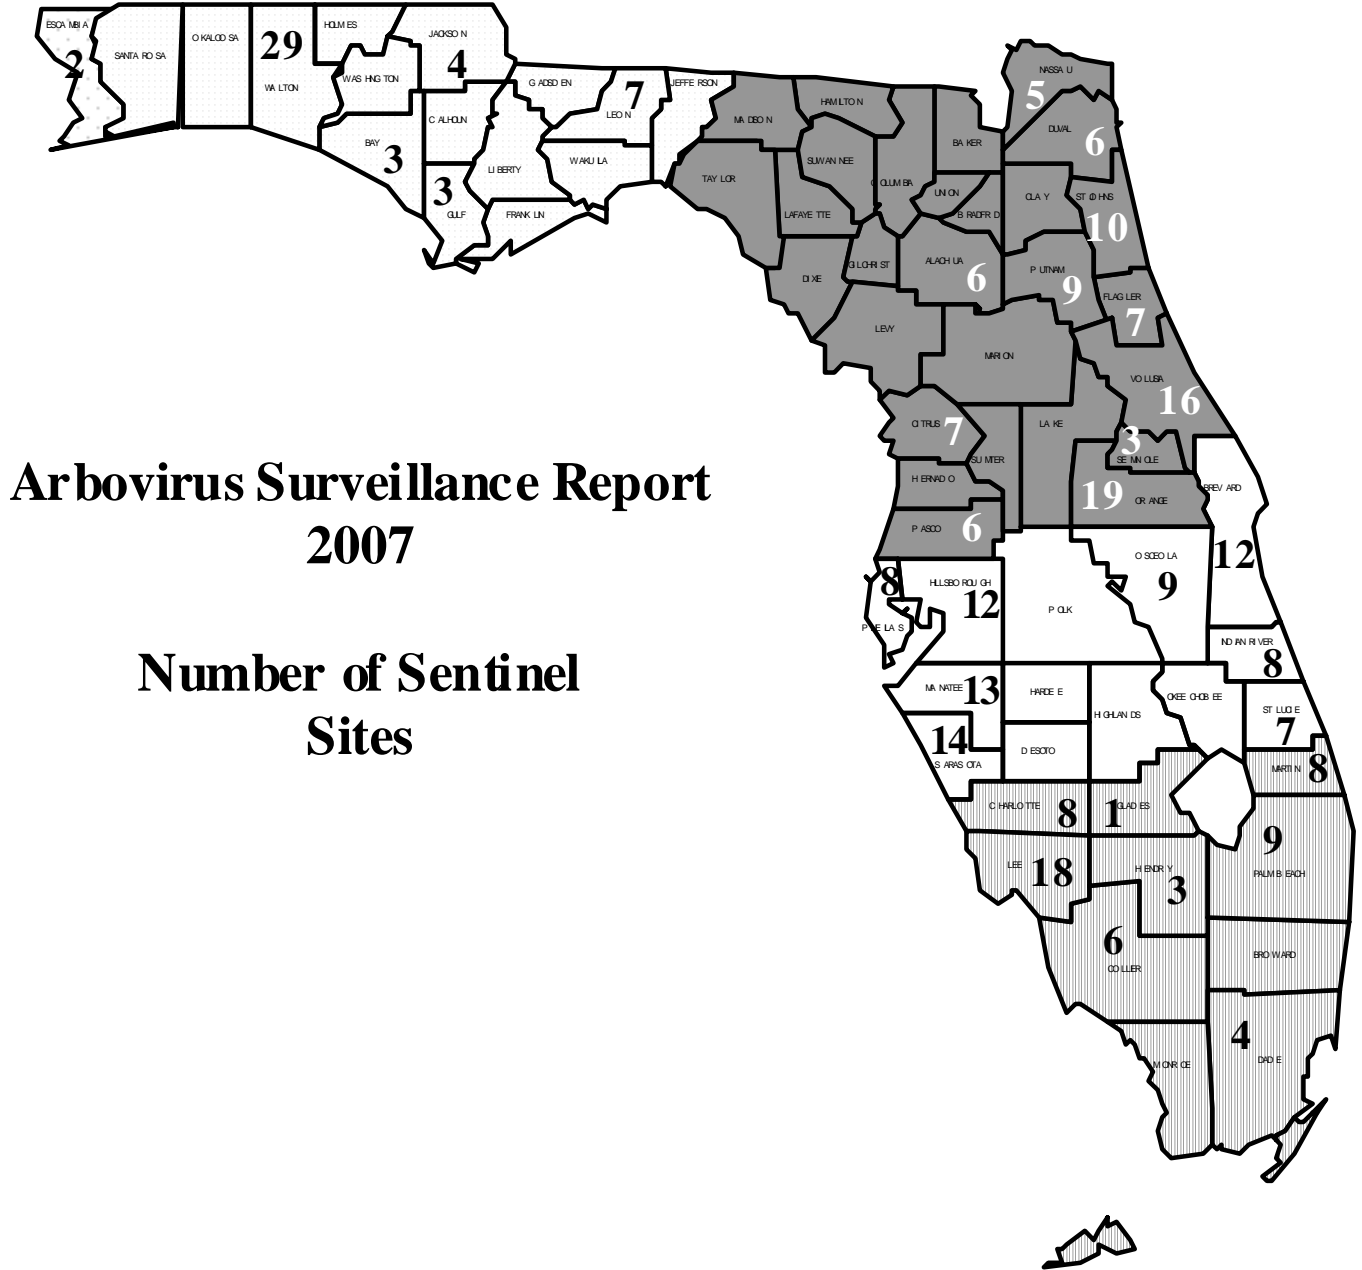 ESCAMBIA
2
SANTA ROSA
OKALOOSA
29
WALTON
HOLMES
WASHNGTON
JACKSON
4
BAY
3
CALHOUN
3
GULF
GADSDEN
7
LEON
JEFFERSON
LIBERTY
WAKULLA
FRANKLIN
MADISON
HAMILTON
TAYLOR
SUWANNEE
LAFAYETTE
COLUMBIA
BAKER
NASSAU
5
DUVAL
6
UNION
BRADFRD
CLAY
ST JOHNS
10
DIXIE
GILCHRIST
ALACHUA
6
PUTNAM
9
FLAGLER
7
LEVY
MARION
VOLUSIA
16
CITRUS
7
LAKE
3
SEMINOLE
SUMTER
HERNADO
19
ORANGE
BREVARD
12
PASCO
6
Arbovirus Surveillance Report
2007
Number of Sentinel
Sites
8
PINELLAS
HILLSBOROUGH
12
POLK
OSCEOLA
9
INDIAN RIVER
8
MANATEE
13
HARDEE
HIGHLANDS
OKEECHOBEE
ST LUCIE
7
14
SARASOTA
DESOTO
MARTIN
8
CHARLOTTE
8
1
GLADES
9
PALM BEACH
LEE
18
HENDRY
3
6
COLLIER
BROWARD
4
DADE
MONROE